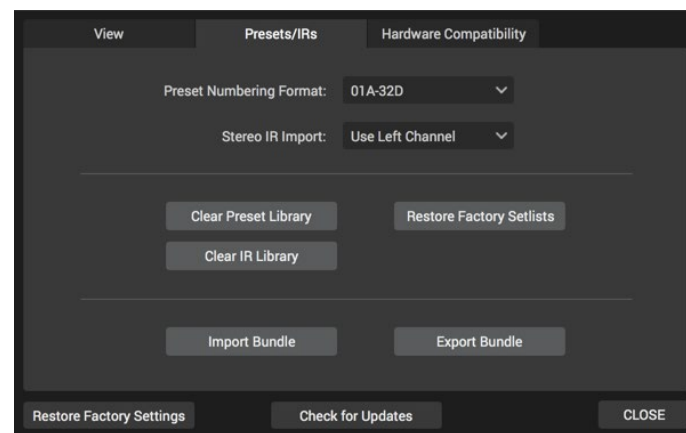 View Presets/IRs Hardware Compatibility
Preset Numbering Format: 01A-32D
Stereo IR Import: Use Left Channel
Clear Preset Library Restore Factory Setlists
Clear IR Library
Import Bundle Export Bundle
Restore Factory Settings Check for Updates CLOSE